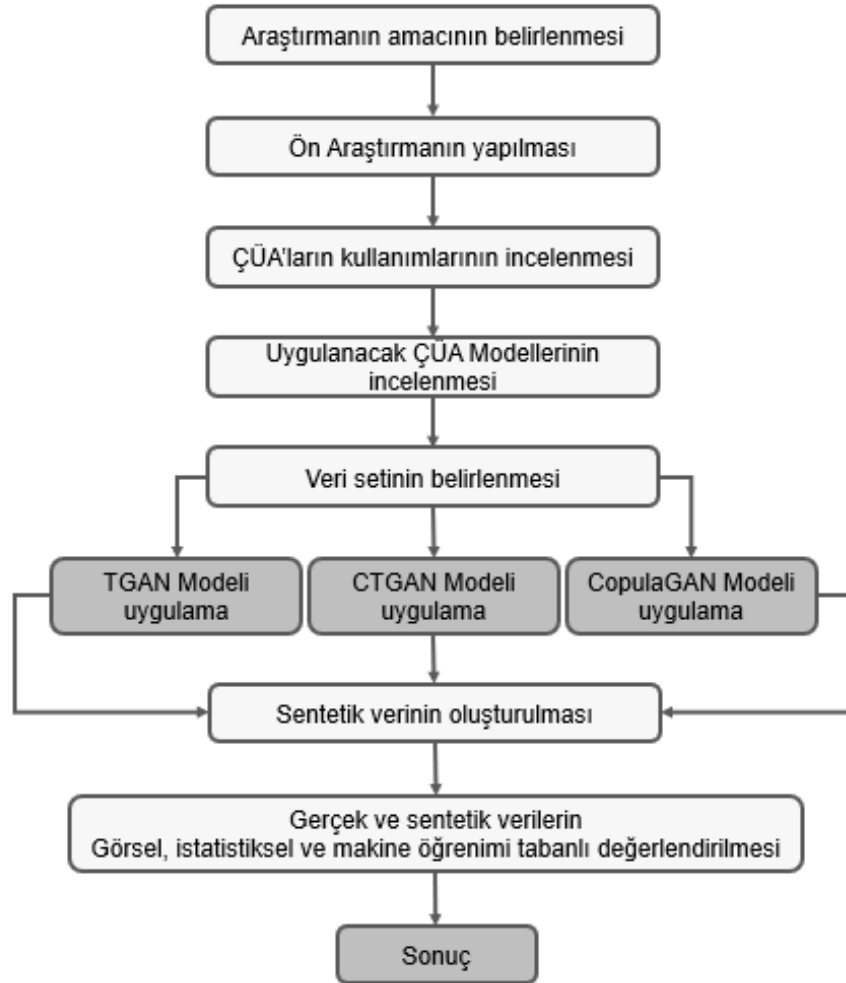 Araştırmanın amacının belirlenmesi
Ön Araştırmanın yapılması
ÇÜA'ların kullanımlarının incelenmesi
Uygulanacak ÇÜA Modellerinin
incelenmesi
Veri setinin belirlenmesi
TGAN Modeli
uygulama
CTGAN Modeli
uygulama
CopulaGAN Modeli
uygulama
Sentetik verinin oluşturulması
Gerçek ve sentetik verilerin
Görsel, istatistiksel ve makine öğrenimi tabanlı değerlendirilmesi
Sonuç